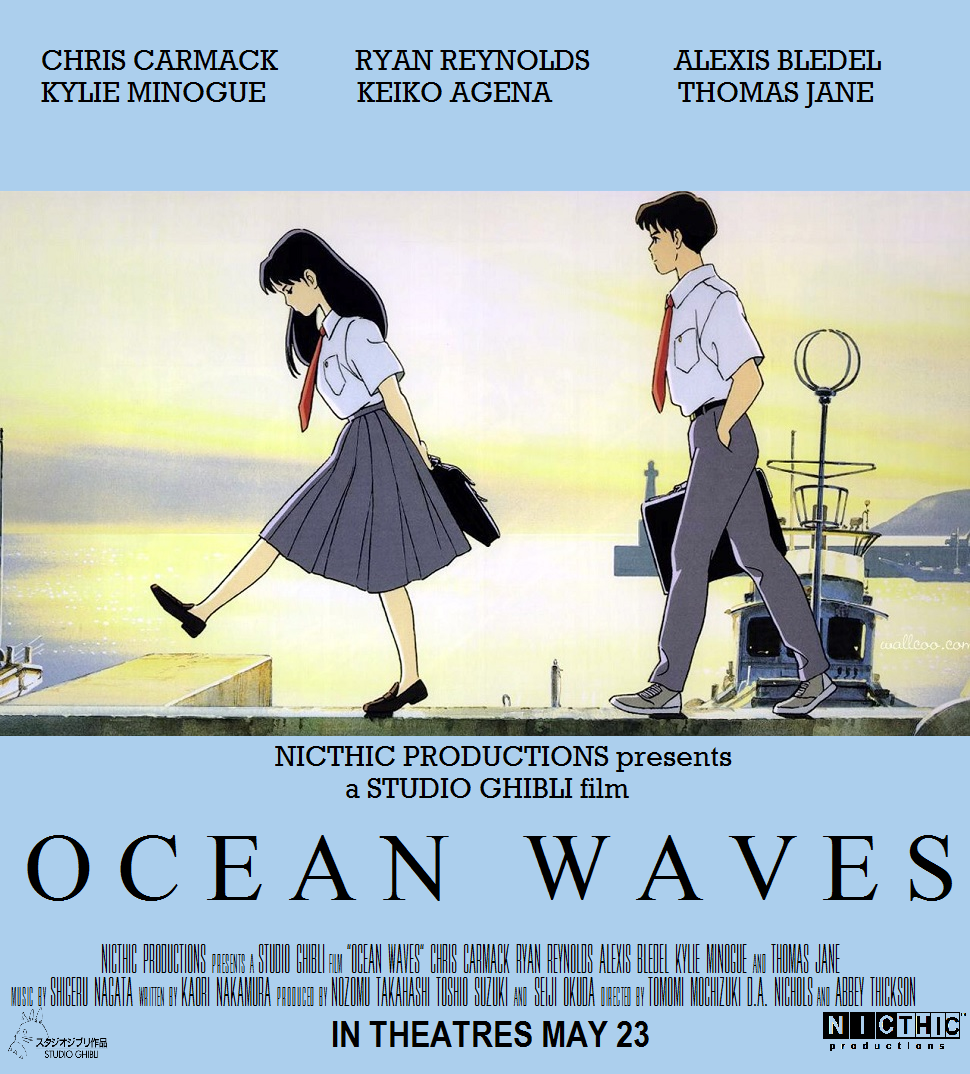 CHRIS CARMACK RYAN REYNOLDS ALEXIS BLEDEL
KYLIE MINOGUE KEIKO AGENA THOMAS JANE
wallcoo.com
NICTHIC PRODUCTIONS presents
a STUDIO GHIBLI film
OCEAN WAVES
NICTHIC PRODUCTIONS PRESENTS A STUDIO GHIBLI FILM "OCEAN WAVES" CHRIS CARMACK RYAN REYNOLDS ALEXIS BLEDEL KYLIE MINOGUE AND THOMAS JANE
MUSIC BY SHIGERU NAGATA WRITTEN BY KAORI NAKAMURA PRODUCED BY NOZOMU TAKAHASHI TOSHIO SUZUKI AND SEIJI OKUDA DIRECTED BY TOMOMI MOCHIZUKI D.A. NICHOLS AND ABBEY THICKSON
IN THEATRES MAY 23
スタジオジブリ作品
STUDIO GHIBLI
NICTHIC™
productions